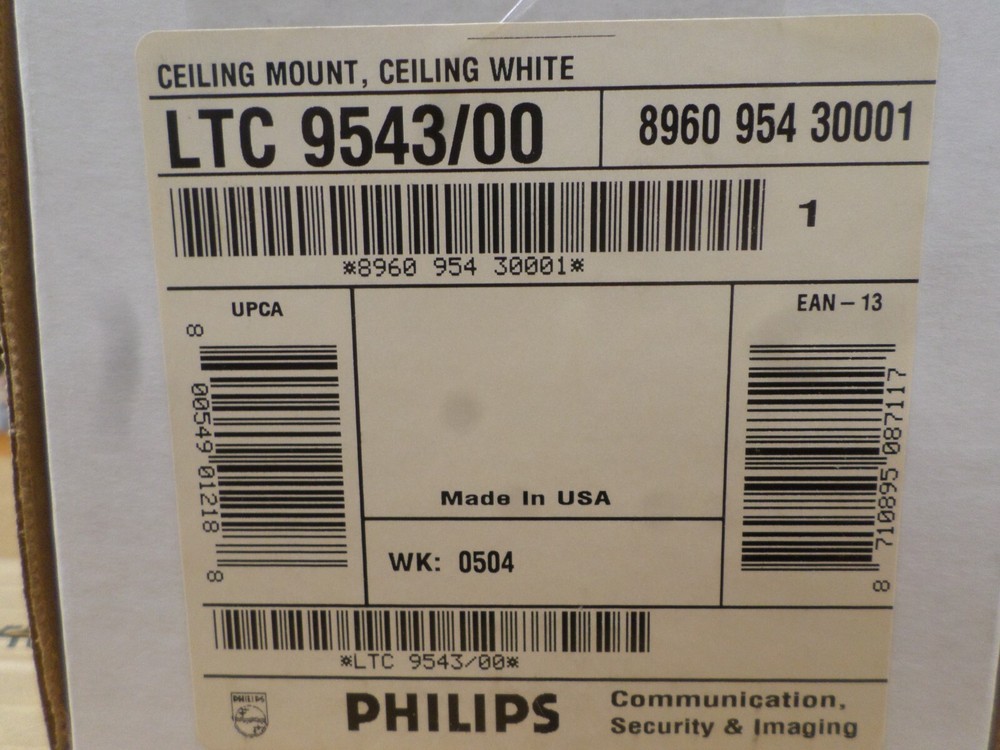 CEILING MOUNT, CEILING WHITE
LTC 9543/00
8960 954 30001
1
*8960 954 30001*
UPCA
8 00549 01218 8
Made In USA
WK: 0504
EAN-13
8 710895 087117
*LTC 9543/00*
PHILIPS
PHILIPS
Communication,
Security & Imaging